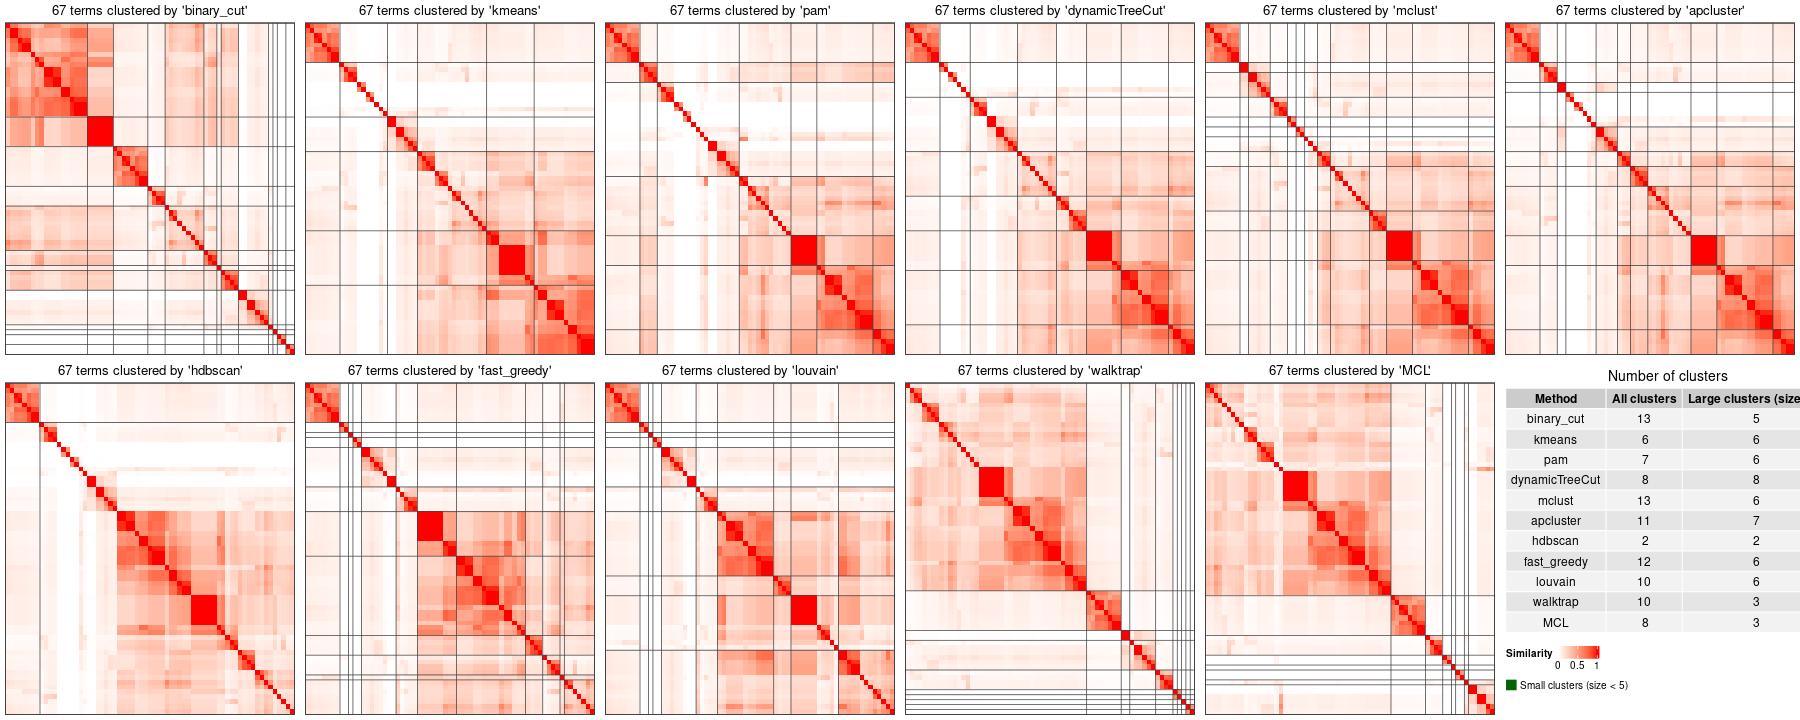 67 terms clustered by 'binary_cut'
67 terms clustered by 'kmeans'
67 terms clustered by 'pam'
67 terms clustered by 'dynamicTreeCut'
67 terms clustered by 'mclust'
67 terms clustered by 'apcluster'
67 terms clustered by 'hdbscan'
67 terms clustered by 'fast_greedy'
67 terms clustered by 'louvain'
67 terms clustered by 'walktrap'
67 terms clustered by 'MCL'
Number of clusters
Method All clusters Large clusters (size
binary_cut 13 5
kmeans 6 6
pam 7 6
dynamicTreeCut 8 8
mclust 13 6
apcluster 11 7
hdbscan 2 2
fast_greedy 12 6
louvain 10 6
walktrap 10 3
MCL 8 3
Similarity
0 0.5 1
Small clusters (size < 5)